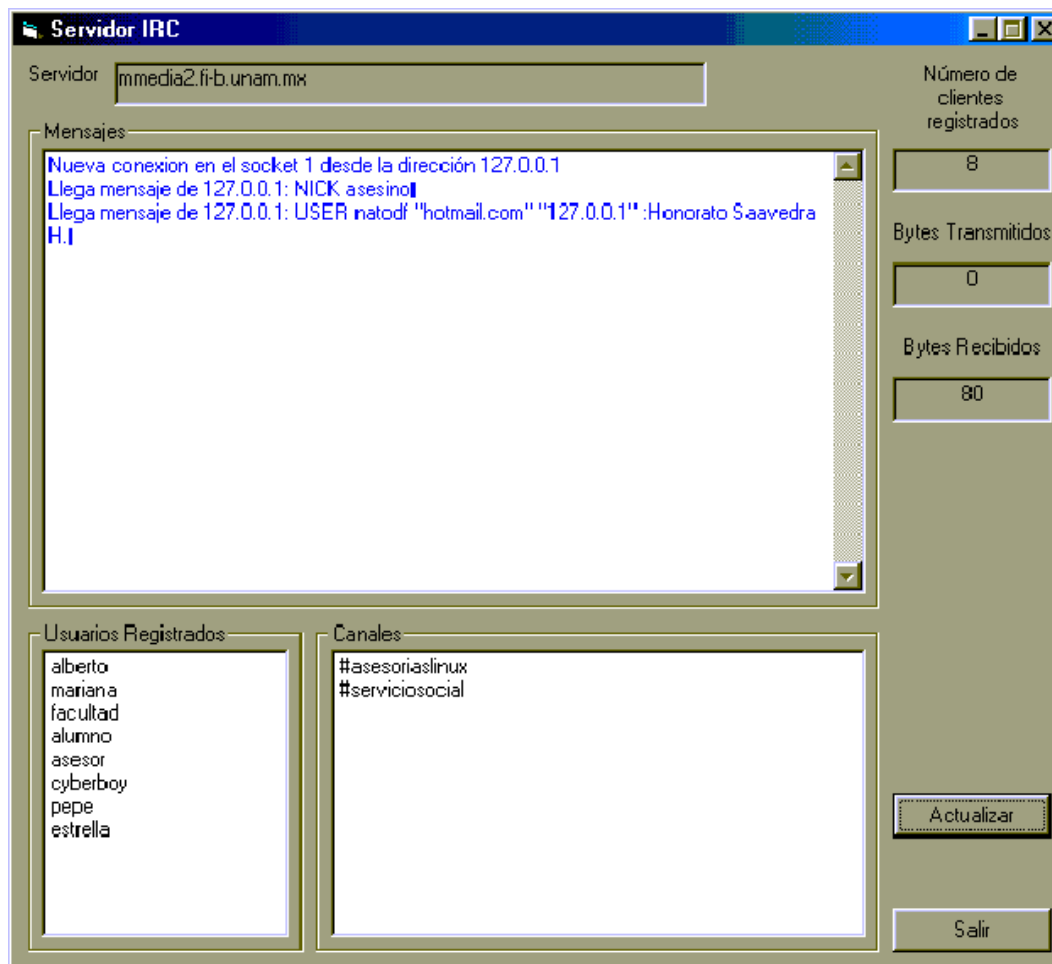 Servidor IRC
Servidor
mmedia2.fi-b.unam.mx
Número de
clientes
registrados
8
Mensajes
Nueva conexion en el socket 1 desde la dirección 127.0.0.1
Llega mensaje de 127.0.0.1: NICK asesino
Llega mensaje de 127.0.0.1: USER natodf "hotmail.com" "127.0.0.1" :Honorato Saavedra
H.
Bytes Transmitidos
0
Bytes Recibidos
80
Usuarios Registrados
alberto
mariana
facultad
alumno
asesor
cyberboy
pepe
estrella
Canales
#asesoriaslinux
#serviciosocial
Actualizar
Salir